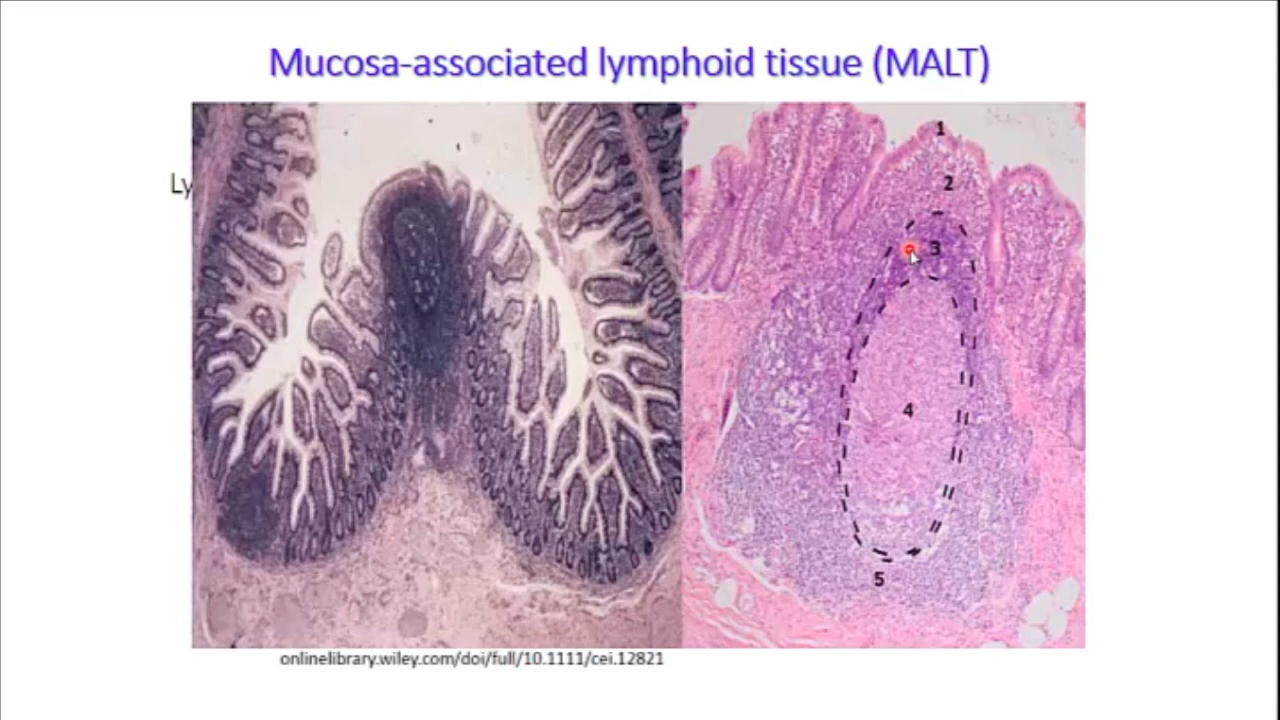 Mucosa-associated lymphoid tissue (MALT)
Ly
1
2
3
4
5
onlinelibrary.wiley.com/doi/full/10.1111/cei.12821